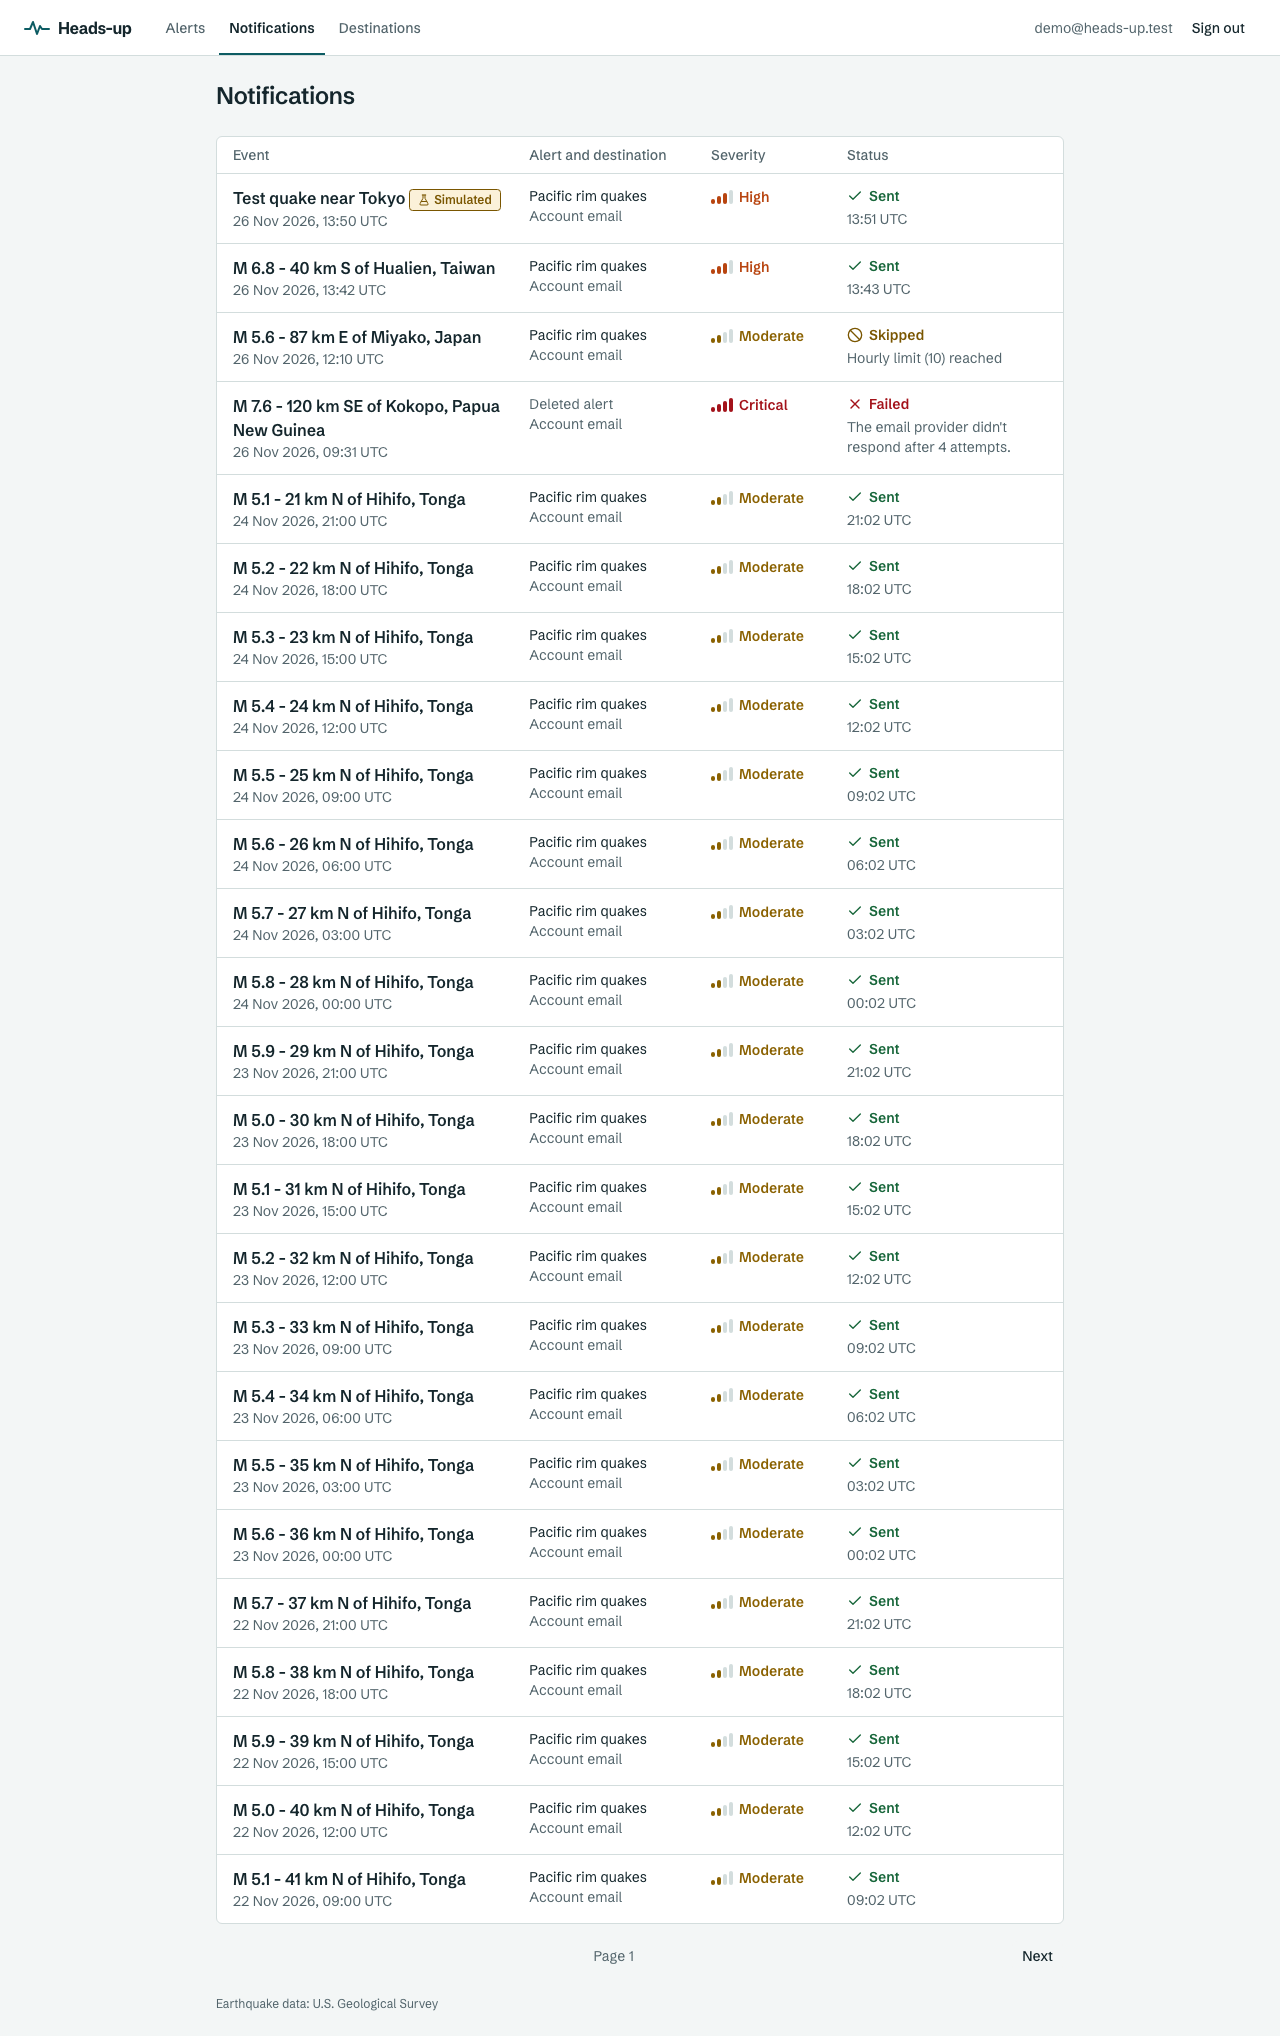 Heads-up Alerts Notifications Destinations demo@heads-up.test Sign out
Notifications
Event Alert and destination Severity Status
Test quake near Tokyo Simulated Pacific rim quakes High Sent
26 Nov 2026, 13:50 UTC Account email 13:51 UTC
M 6.8 - 40 km S of Hualien, Taiwan Pacific rim quakes High Sent
26 Nov 2026, 13:42 UTC Account email 13:43 UTC
M 5.6 - 87 km E of Miyako, Japan Pacific rim quakes Moderate Skipped
26 Nov 2026, 12:10 UTC Account email Hourly limit (10) reached
M 7.6 - 120 km SE of Kokopo, Papua Deleted alert Critical Failed
New Guinea Account email The email provider didn't
26 Nov 2026, 09:31 UTC respond after 4 attempts.
M 5.1 - 21 km N of Hihifo, Tonga Pacific rim quakes Moderate Sent
24 Nov 2026, 21:00 UTC Account email 21:02 UTC
M 5.2 - 22 km N of Hihifo, Tonga Pacific rim quakes Moderate Sent
24 Nov 2026, 18:00 UTC Account email 18:02 UTC
M 5.3 - 23 km N of Hihifo, Tonga Pacific rim quakes Moderate Sent
24 Nov 2026, 15:00 UTC Account email 15:02 UTC
M 5.4 - 24 km N of Hihifo, Tonga Pacific rim quakes Moderate Sent
24 Nov 2026, 12:00 UTC Account email 12:02 UTC
M 5.5 - 25 km N of Hihifo, Tonga Pacific rim quakes Moderate Sent
24 Nov 2026, 09:00 UTC Account email 09:02 UTC
M 5.6 - 26 km N of Hihifo, Tonga Pacific rim quakes Moderate Sent
24 Nov 2026, 06:00 UTC Account email 06:02 UTC
M 5.7 - 27 km N of Hihifo, Tonga Pacific rim quakes Moderate Sent
24 Nov 2026, 03:00 UTC Account email 03:02 UTC
M 5.8 - 28 km N of Hihifo, Tonga Pacific rim quakes Moderate Sent
24 Nov 2026, 00:00 UTC Account email 00:02 UTC
M 5.9 - 29 km N of Hihifo, Tonga Pacific rim quakes Moderate Sent
23 Nov 2026, 21:00 UTC Account email 21:02 UTC
M 5.0 - 30 km N of Hihifo, Tonga Pacific rim quakes Moderate Sent
23 Nov 2026, 18:00 UTC Account email 18:02 UTC
M 5.1 - 31 km N of Hihifo, Tonga Pacific rim quakes Moderate Sent
23 Nov 2026, 15:00 UTC Account email 15:02 UTC
M 5.2 - 32 km N of Hihifo, Tonga Pacific rim quakes Moderate Sent
23 Nov 2026, 12:00 UTC Account email 12:02 UTC
M 5.3 - 33 km N of Hihifo, Tonga Pacific rim quakes Moderate Sent
23 Nov 2026, 09:00 UTC Account email 09:02 UTC
M 5.4 - 34 km N of Hihifo, Tonga Pacific rim quakes Moderate Sent
23 Nov 2026, 06:00 UTC Account email 06:02 UTC
M 5.5 - 35 km N of Hihifo, Tonga Pacific rim quakes Moderate Sent
23 Nov 2026, 03:00 UTC Account email 03:02 UTC
M 5.6 - 36 km N of Hihifo, Tonga Pacific rim quakes Moderate Sent
23 Nov 2026, 00:00 UTC Account email 00:02 UTC
M 5.7 - 37 km N of Hihifo, Tonga Pacific rim quakes Moderate Sent
22 Nov 2026, 21:00 UTC Account email 21:02 UTC
M 5.8 - 38 km N of Hihifo, Tonga Pacific rim quakes Moderate Sent
22 Nov 2026, 18:00 UTC Account email 18:02 UTC
M 5.9 - 39 km N of Hihifo, Tonga Pacific rim quakes Moderate Sent
22 Nov 2026, 15:00 UTC Account email 15:02 UTC
M 5.0 - 40 km N of Hihifo, Tonga Pacific rim quakes Moderate Sent
22 Nov 2026, 12:00 UTC Account email 12:02 UTC
M 5.1 - 41 km N of Hihifo, Tonga Pacific rim quakes Moderate Sent
22 Nov 2026, 09:00 UTC Account email 09:02 UTC
Page 1 Next
Earthquake data: U.S. Geological Survey